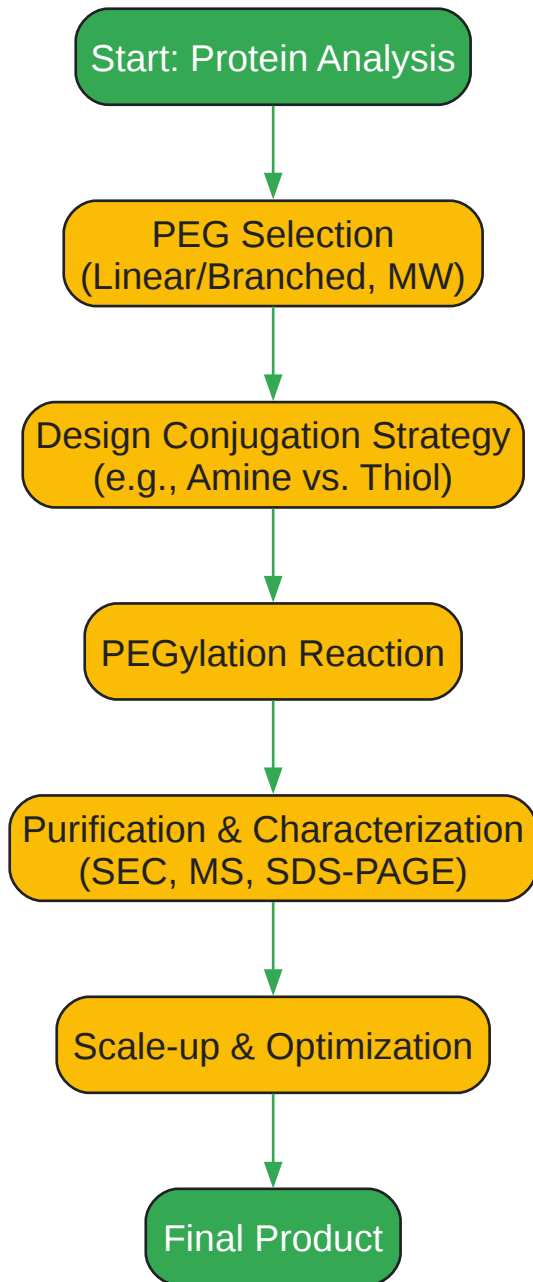 Start: Protein Analysis
PEG Selection
(Linear/Branched, MW)
Design Conjugation Strategy
(e.g., Amine vs. Thiol)
PEGylation Reaction
Purification & Characterization
(SEC, MS, SDS-PAGE)
Scale-up & Optimization
Final Product